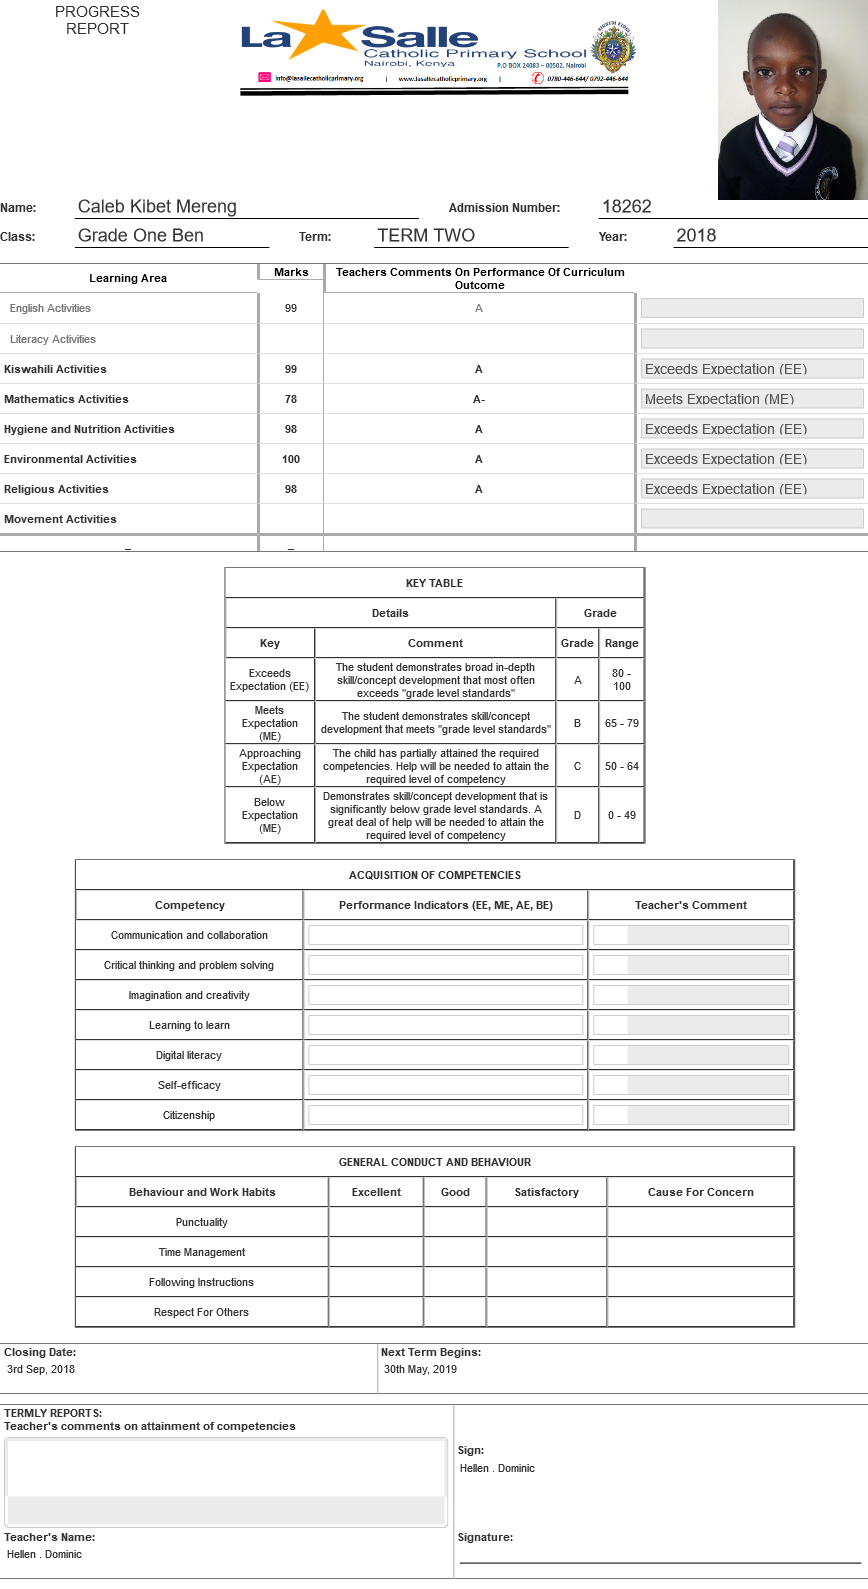 PROGRESS
REPORT
La Salle
Catholic Primary School
Nairobi, Kenya
P.O BOX 24083 – 00502, Nairobi
info@lasallecatholicprimary.org | www.lasallecatholicprimary.org | 0780-446-644/ 0792-446-644
Name: Caleb Kibet Mereng Admission Number: 18262
Class: Grade One Ben Term: TERM TWO Year: 2018
Learning Area Marks Teachers Comments On Performance Of Curriculum Outcome
English Activities 99 A
Literacy Activities
Kiswahili Activities 99 A Exceeds Expectation (EE)
Mathematics Activities 78 A- Meets Expectation (ME)
Hygiene and Nutrition Activities 98 A Exceeds Expectation (EE)
Environmental Activities 100 A Exceeds Expectation (EE)
Religious Activities 98 A Exceeds Expectation (EE)
Movement Activities
_ _
KEY TABLE
Details Grade
Key Comment Grade Range
Exceeds Expectation (EE) The student demonstrates broad in-depth skill/concept development that most often exceeds "grade level standards" A 80 - 100
Meets Expectation (ME) The student demonstrates skill/concept development that meets "grade level standards" B 65 - 79
Approaching Expectation (AE) The child has partially attained the required competencies. Help will be needed to attain the required level of competency C 50 - 64
Below Expectation (ME) Demonstrates skill/concept development that is significantly below grade level standards. A great deal of help will be needed to attain the required level of competency D 0 - 49
ACQUISITION OF COMPETENCIES
Competency Performance Indicators (EE, ME, AE, BE) Teacher's Comment
Communication and collaboration
Critical thinking and problem solving
Imagination and creativity
Learning to learn
Digital literacy
Self-efficacy
Citizenship
GENERAL CONDUCT AND BEHAVIOUR
Behaviour and Work Habits Excellent Good Satisfactory Cause For Concern
Punctuality
Time Management
Following Instructions
Respect For Others
Closing Date: Next Term Begins:
3rd Sep, 2018 30th May, 2019
TERMLY REPORTS:
Teacher's comments on attainment of competencies
Sign:
Hellen . Dominic
Teacher's Name: Signature:
Hellen . Dominic